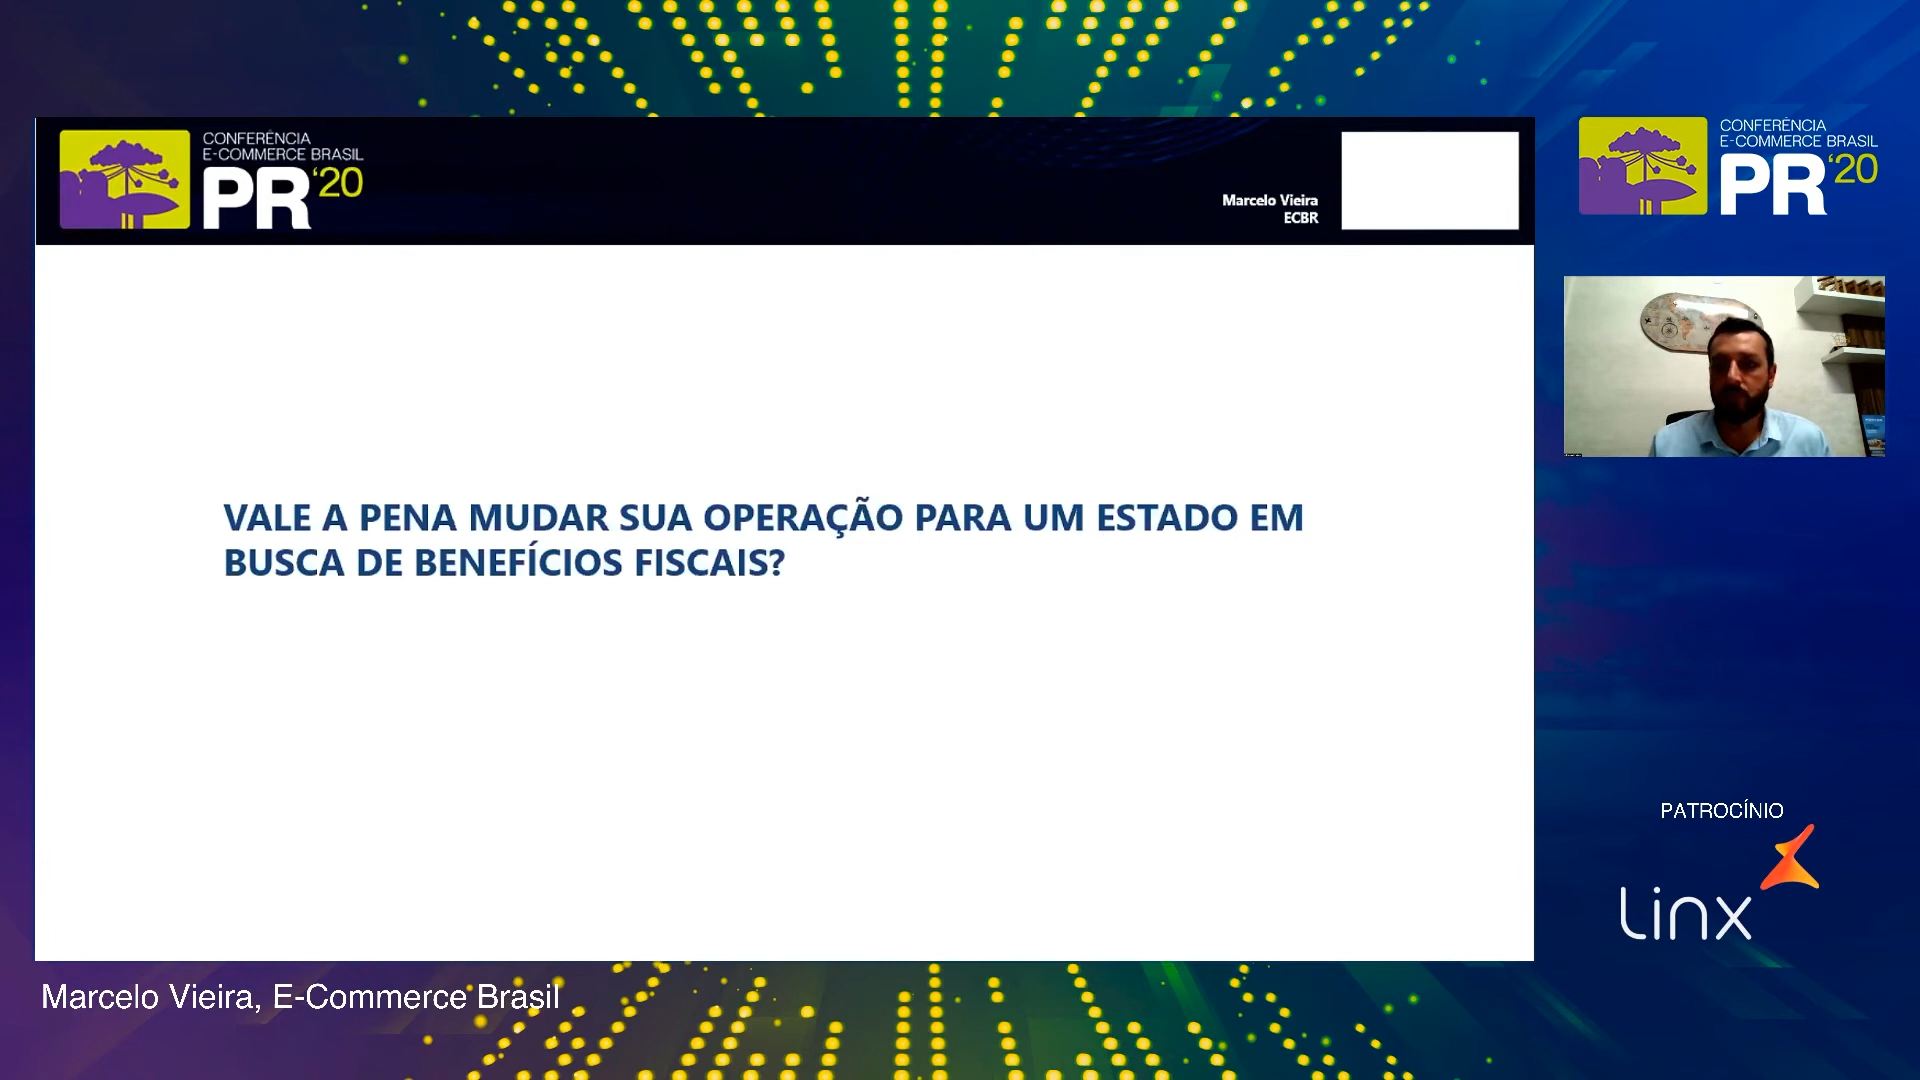 CONFERÊNCIA
E-COMMERCE BRASIL
PR'20
Marcelo Vieira
ECBR
CONFERÊNCIA
E-COMMERCE BRASIL
PR'20
VALE A PENA MUDAR SUA OPERAÇÃO PARA UM ESTADO EM
BUSCA DE BENEFÍCIOS FISCAIS?
PATROCÍNIO
Linx
Marcelo Vieira, E-Commerce Brasil